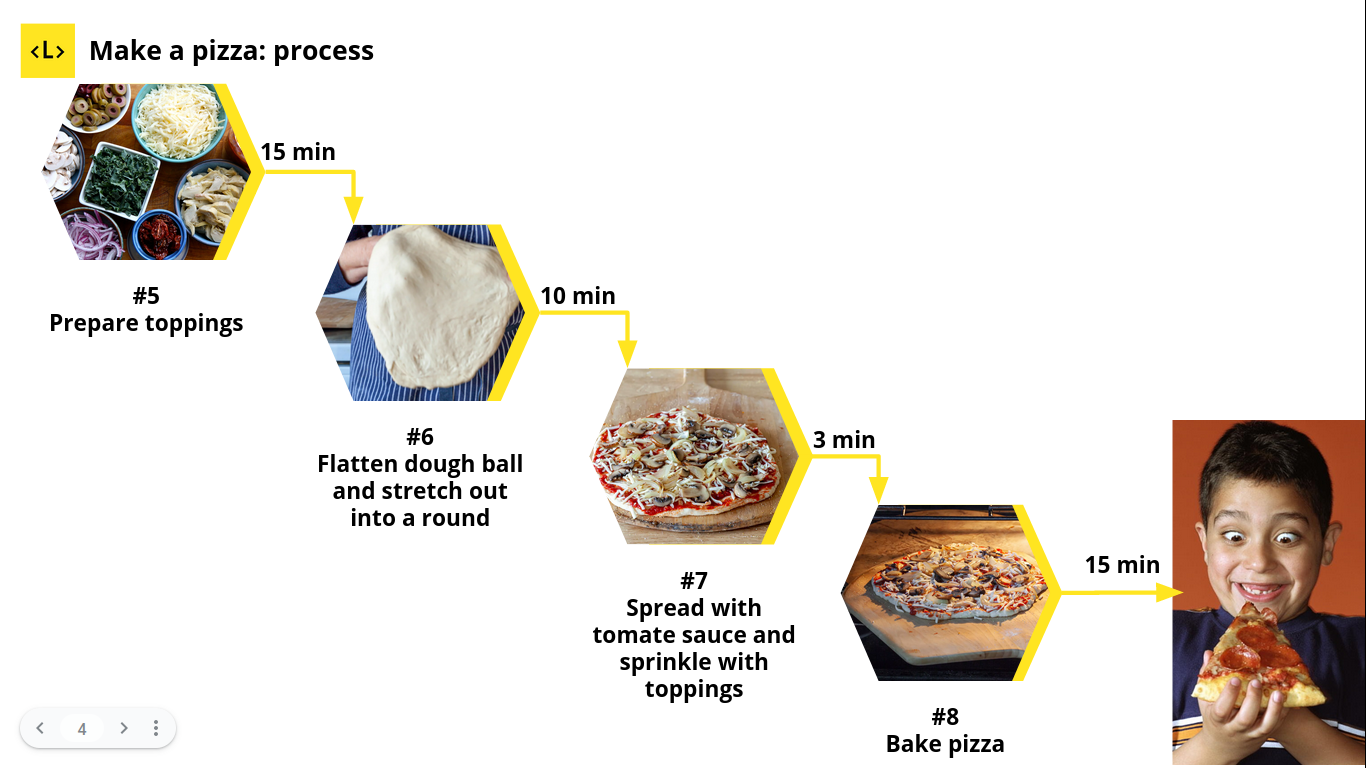 <L> Make a pizza: process
15 min
#5
Prepare toppings
10 min
#6
Flatten dough ball
and stretch out
into a round
3 min
#7
Spread with
tomate sauce and
sprinkle with
toppings
15 min
#8
Bake pizza
4